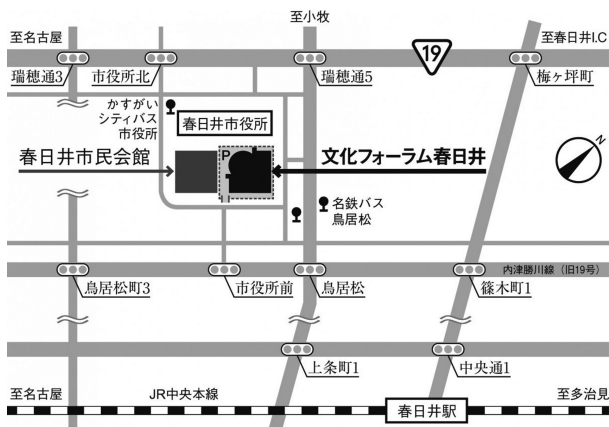 至小牧
至名古屋
至春日井I.C
19
瑞穂通3
市役所北
瑞穂通5
梅ヶ坪町
かすがい
シティバス
市役所
春日井市役所
N
P
春日井市民会館
文化フォーラム春日井
名鉄バス
鳥居松
内津勝川線（旧19号）
鳥居松町3
市役所前
鳥居松
篠木町1
上条町1
中央通1
至名古屋
JR中央本線
春日井駅
至多治見